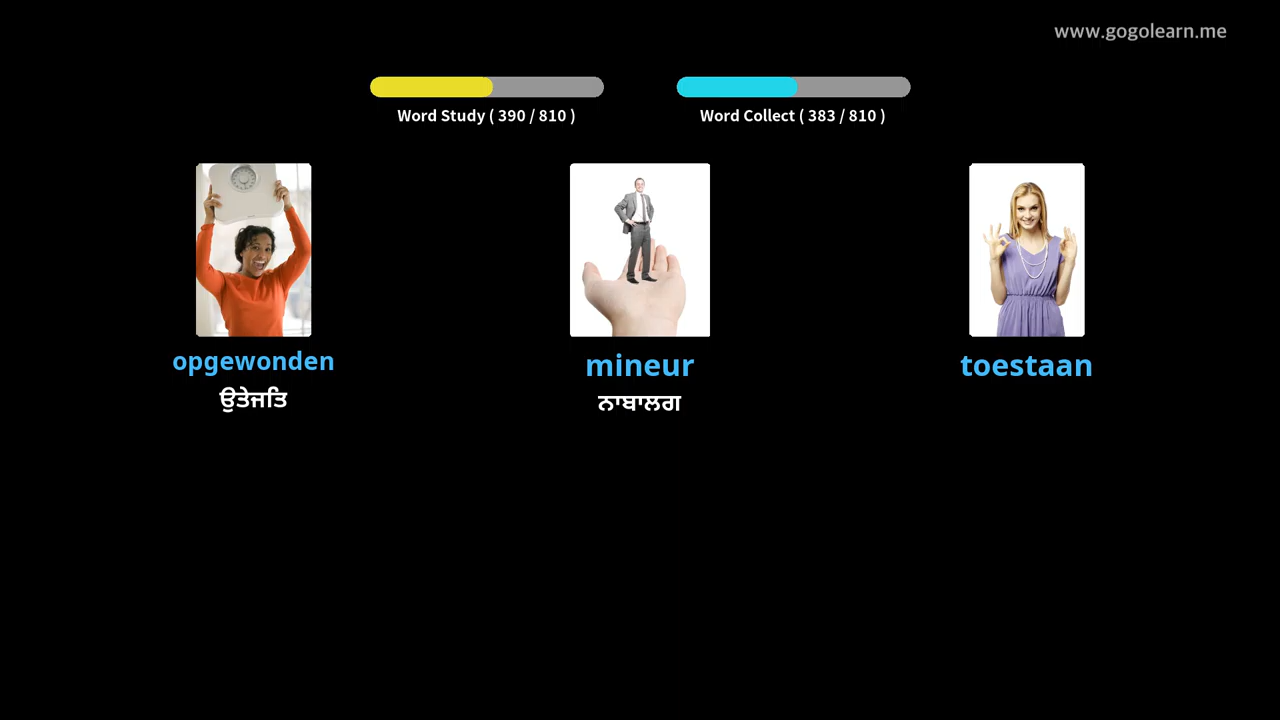 www.gogolearn.me
Word Study ( 390 / 810 )
Word Collect ( 383 / 810 )
opgewonden
ਉਤੇਜਤਿ
mineur
ਨਾਬਾਲਗ
toestaan